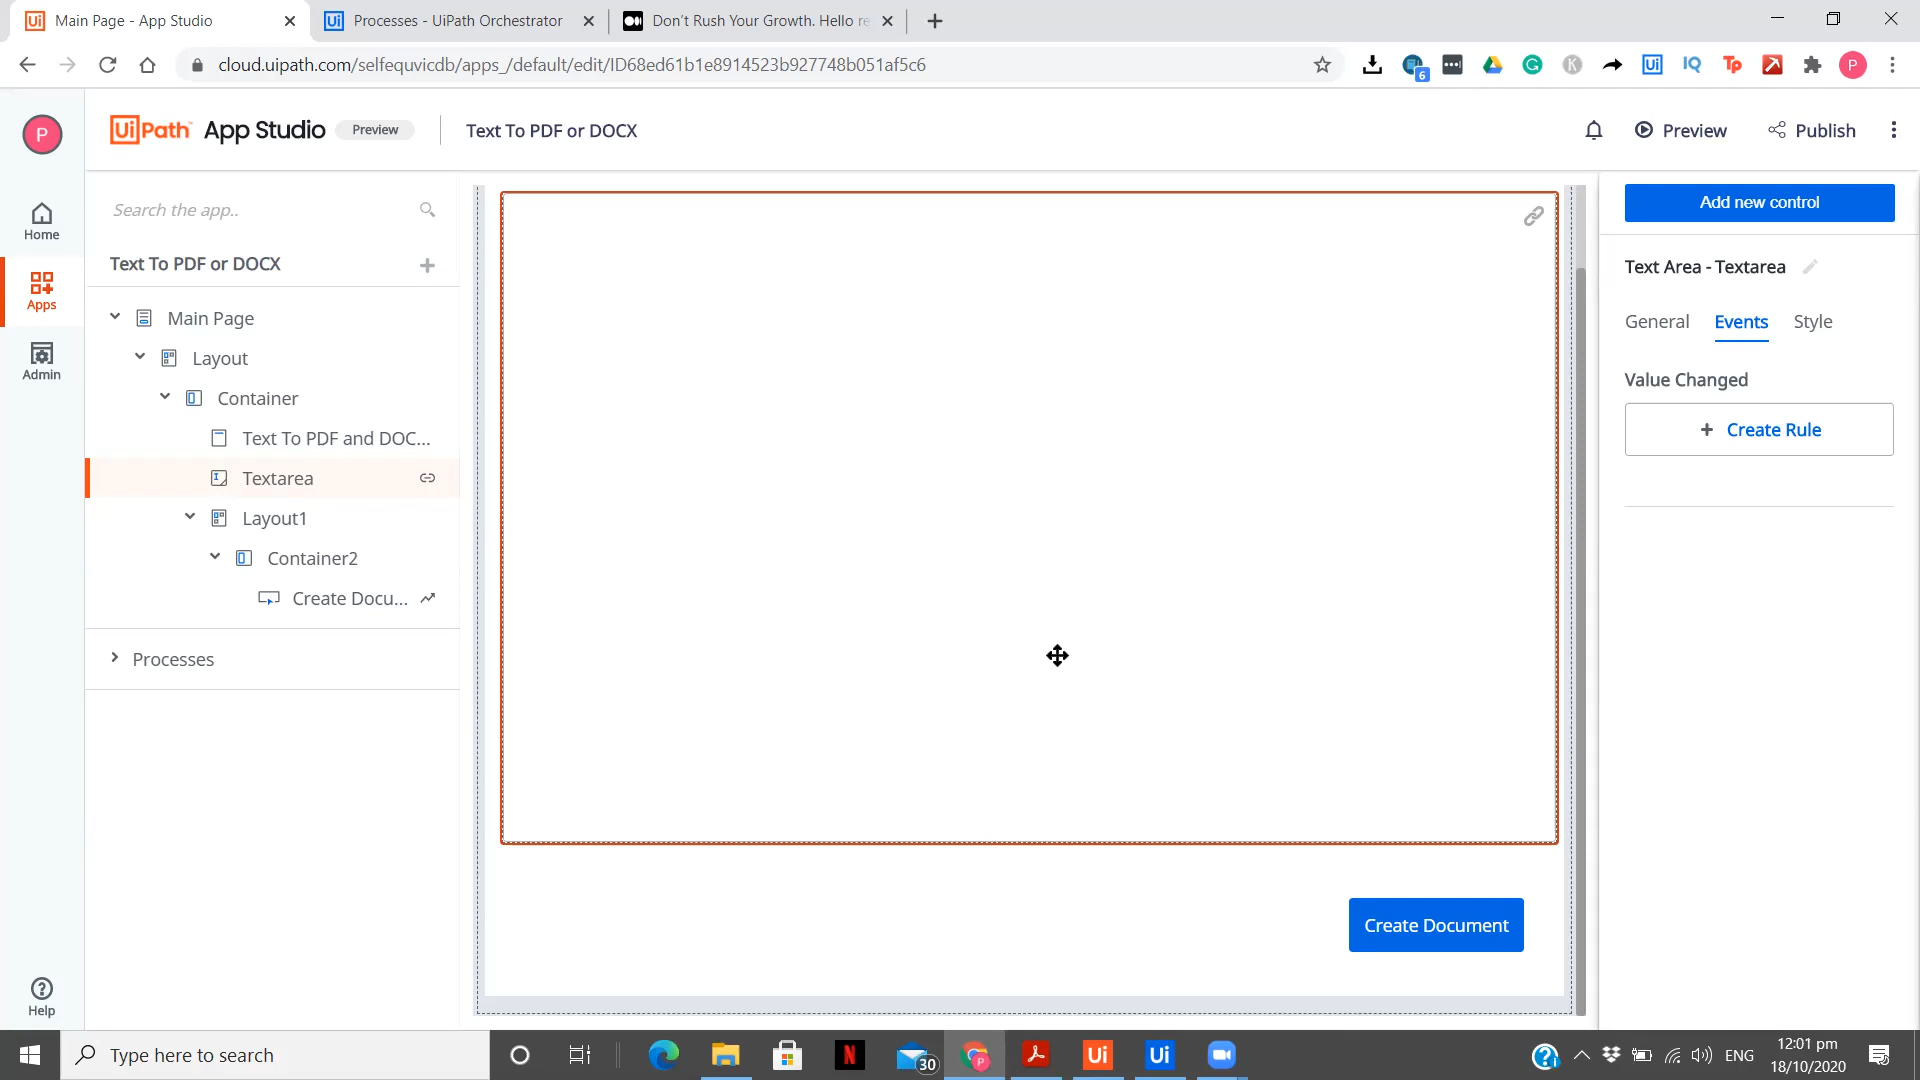 Main Page - App Studio
Processes - UiPath Orchestrator
Don't Rush Your Growth. Hello re
cloud.uipath.com/selfequvicdb/apps_/default/edit/ID68ed61b1e8914523b927748b051af5c6
6
IQ
Tp
P
P
UiPath App Studio
Preview
Text To PDF or DOCX
Preview
Publish
Home
Apps
Admin
Help
Search the app..
Text To PDF or DOCX
Main Page
Layout
Container
Text To PDF and DOC...
Textarea
Layout1
Container2
Create Docu...
Processes
Create Document
Add new control
Text Area - Textarea
General
Events
Style
Value Changed
+ Create Rule
Type here to search
30
ENG
12:01 pm
18/10/2020